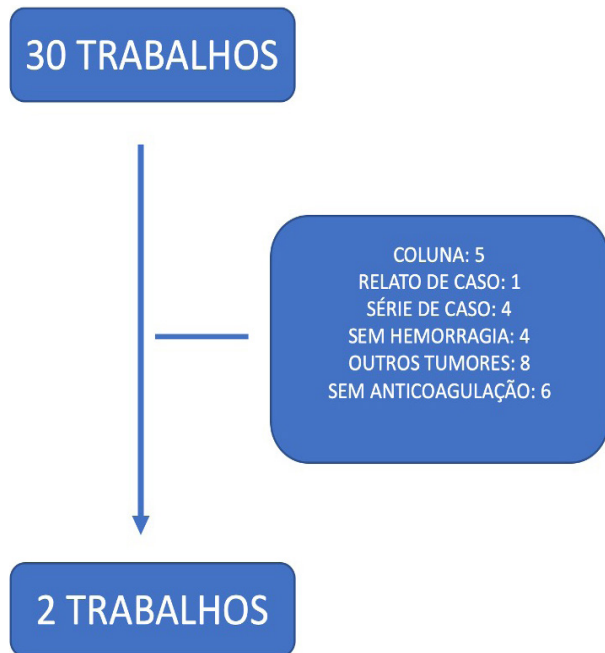 30 TRABALHOS
COLUNA: 5
RELATO DE CASO: 1
SÉRIE DE CASO: 4
SEM HEMORRAGIA: 4
OUTROS TUMORES: 8
SEM ANTICOAGULAÇÃO: 6
2 TRABALHOS